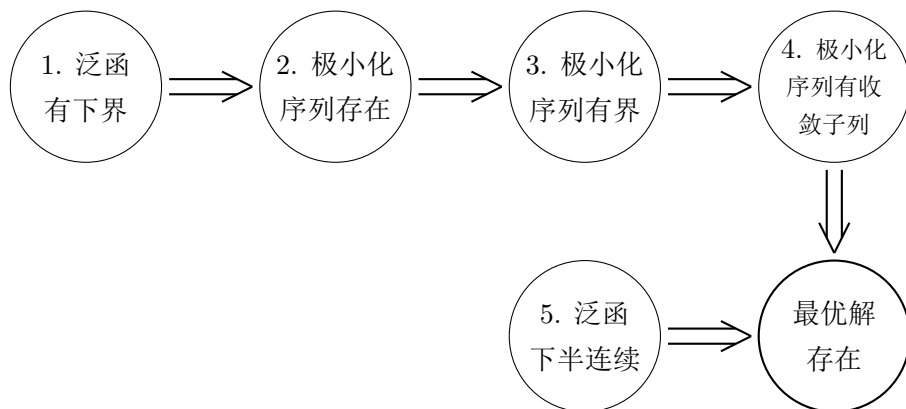 1. 泛函
有下界
2. 极小化
序列存在
3. 极小化
序列有界
4. 极小化
序列有收
敛子列
5. 泛函
下半连续
最优解
存在